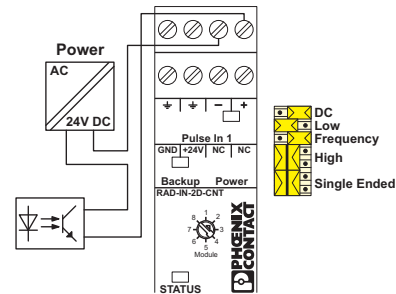 Power
AC
24V DC
− +
Pulse In 1
GND +24V NC NC
Backup Power
RAD-IN-2D-CNT
1
2
3
4
5
6
7
8
Module
STATUS
PHŒNIX
CONTACT
DC
Low
Frequency
High
Single Ended